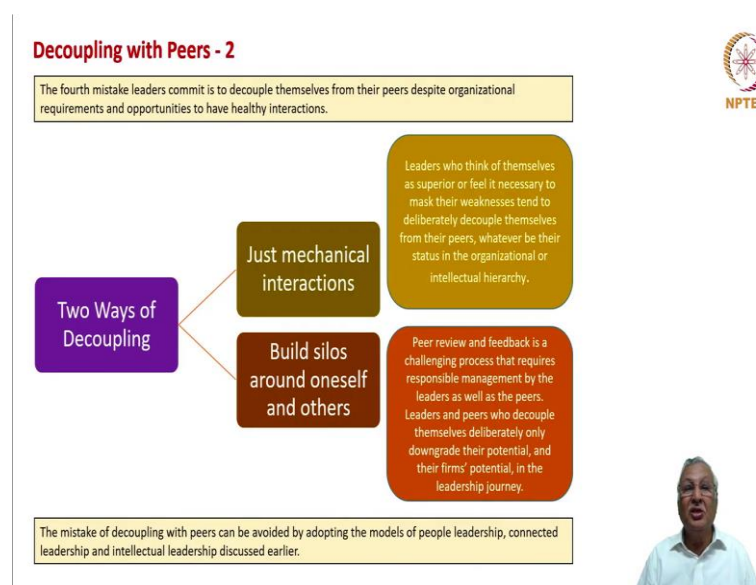 Decoupling with Peers - 2
The fourth mistake leaders commit is to decouple themselves from their peers despite organizational
requirements and opportunities to have healthy interactions.
NPTE
Two Ways of
Decoupling
Just mechanical
interactions
Leaders who think of themselves
as superior or feel it necessary to
mask their weaknesses tend to
deliberately decouple themselves
from their peers, whatever be their
status in the organizational or
intellectual hierarchy.
Build silos
around oneself
and others
Peer review and feedback is a
challenging process that requires
responsible management by the
leaders as well as the peers.
Leaders and peers who decouple
themselves deliberately only
downgrade their potential, and
their firms' potential, in the
leadership journey.
The mistake of decoupling with peers can be avoided by adopting the models of people leadership, connected
leadership and intellectual leadership discussed earlier.